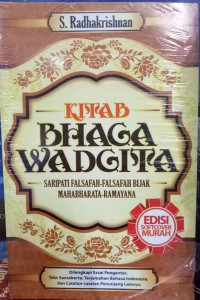 S. Radhakrishnan
KITAB
BHAGA
WADGITA
SARIPATI FALSAFAH-FALSAFAH BIJAK
MAHABHARATA-RAMAYANA
EDISI
SOFTCOVER
MURAH
Dilengkapi Esai Pengantar,
Teks Sansekerta, Terjemahan Bahasa Indonesia,
dan Catatan-catatan Penunjang Lainnya